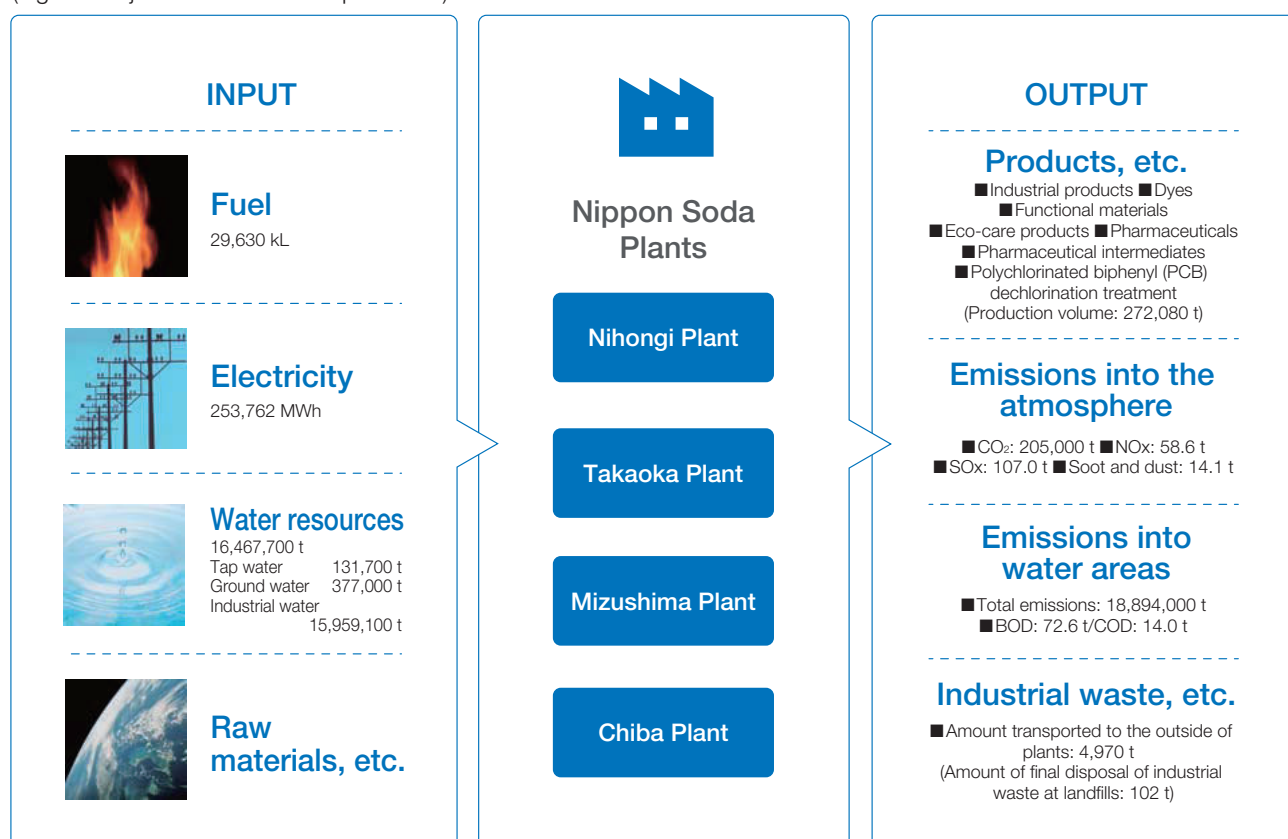 INPUT
Fuel
29,630 kL
Electricity
253,762 MWh
Water resources
16,467,700 t
Tap water 131,700 t
Ground water 377,000 t
Industrial water
15,959,100 t
Raw
materials, etc.
Nippon Soda
Plants
Nihongi Plant
Takaoka Plant
Mizushima Plant
Chiba Plant
OUTPUT
Products, etc.
■Industrial products ■Dyes
■Functional materials
■Eco-care products ■Pharmaceuticals
■Pharmaceutical intermediates
■Polychlorinated biphenyl (PCB)
dechlorination treatment
(Production volume: 272,080 t)
Emissions into the
atmosphere
■CO₂: 205,000 t ■NOx: 58.6 t
■SOx: 107.0 t ■Soot and dust: 14.1 t
Emissions into
water areas
■Total emissions: 18,894,000 t
■BOD: 72.6 t/COD: 14.0 t
Industrial waste, etc.
■Amount transported to the outside of
plants: 4,970 t
(Amount of final disposal of industrial
waste at landfills: 102 t)